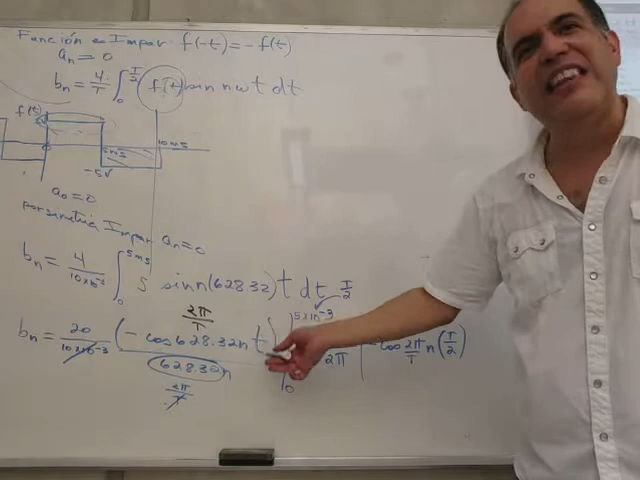 Función es Impar f(-t) = -f(t)
aₙ = 0
bₙ = 4/T ∫₀^(T/2) f(t) sin nωt dt
f(t)
0 5ms 10ms
-5V
a₀ = 0
por simetria Impar aₙ = 0
bₙ = 4/(10x10⁻³) ∫₀^(5ms) 5 sin n(628.32)t dt T/2
2π/T 5x10⁻³
bₙ = 20/(10x10⁻³) (-cos 628.32n t)/(628.32n) |₀ 2π -cos 2π/T n(T/2)
2π/T